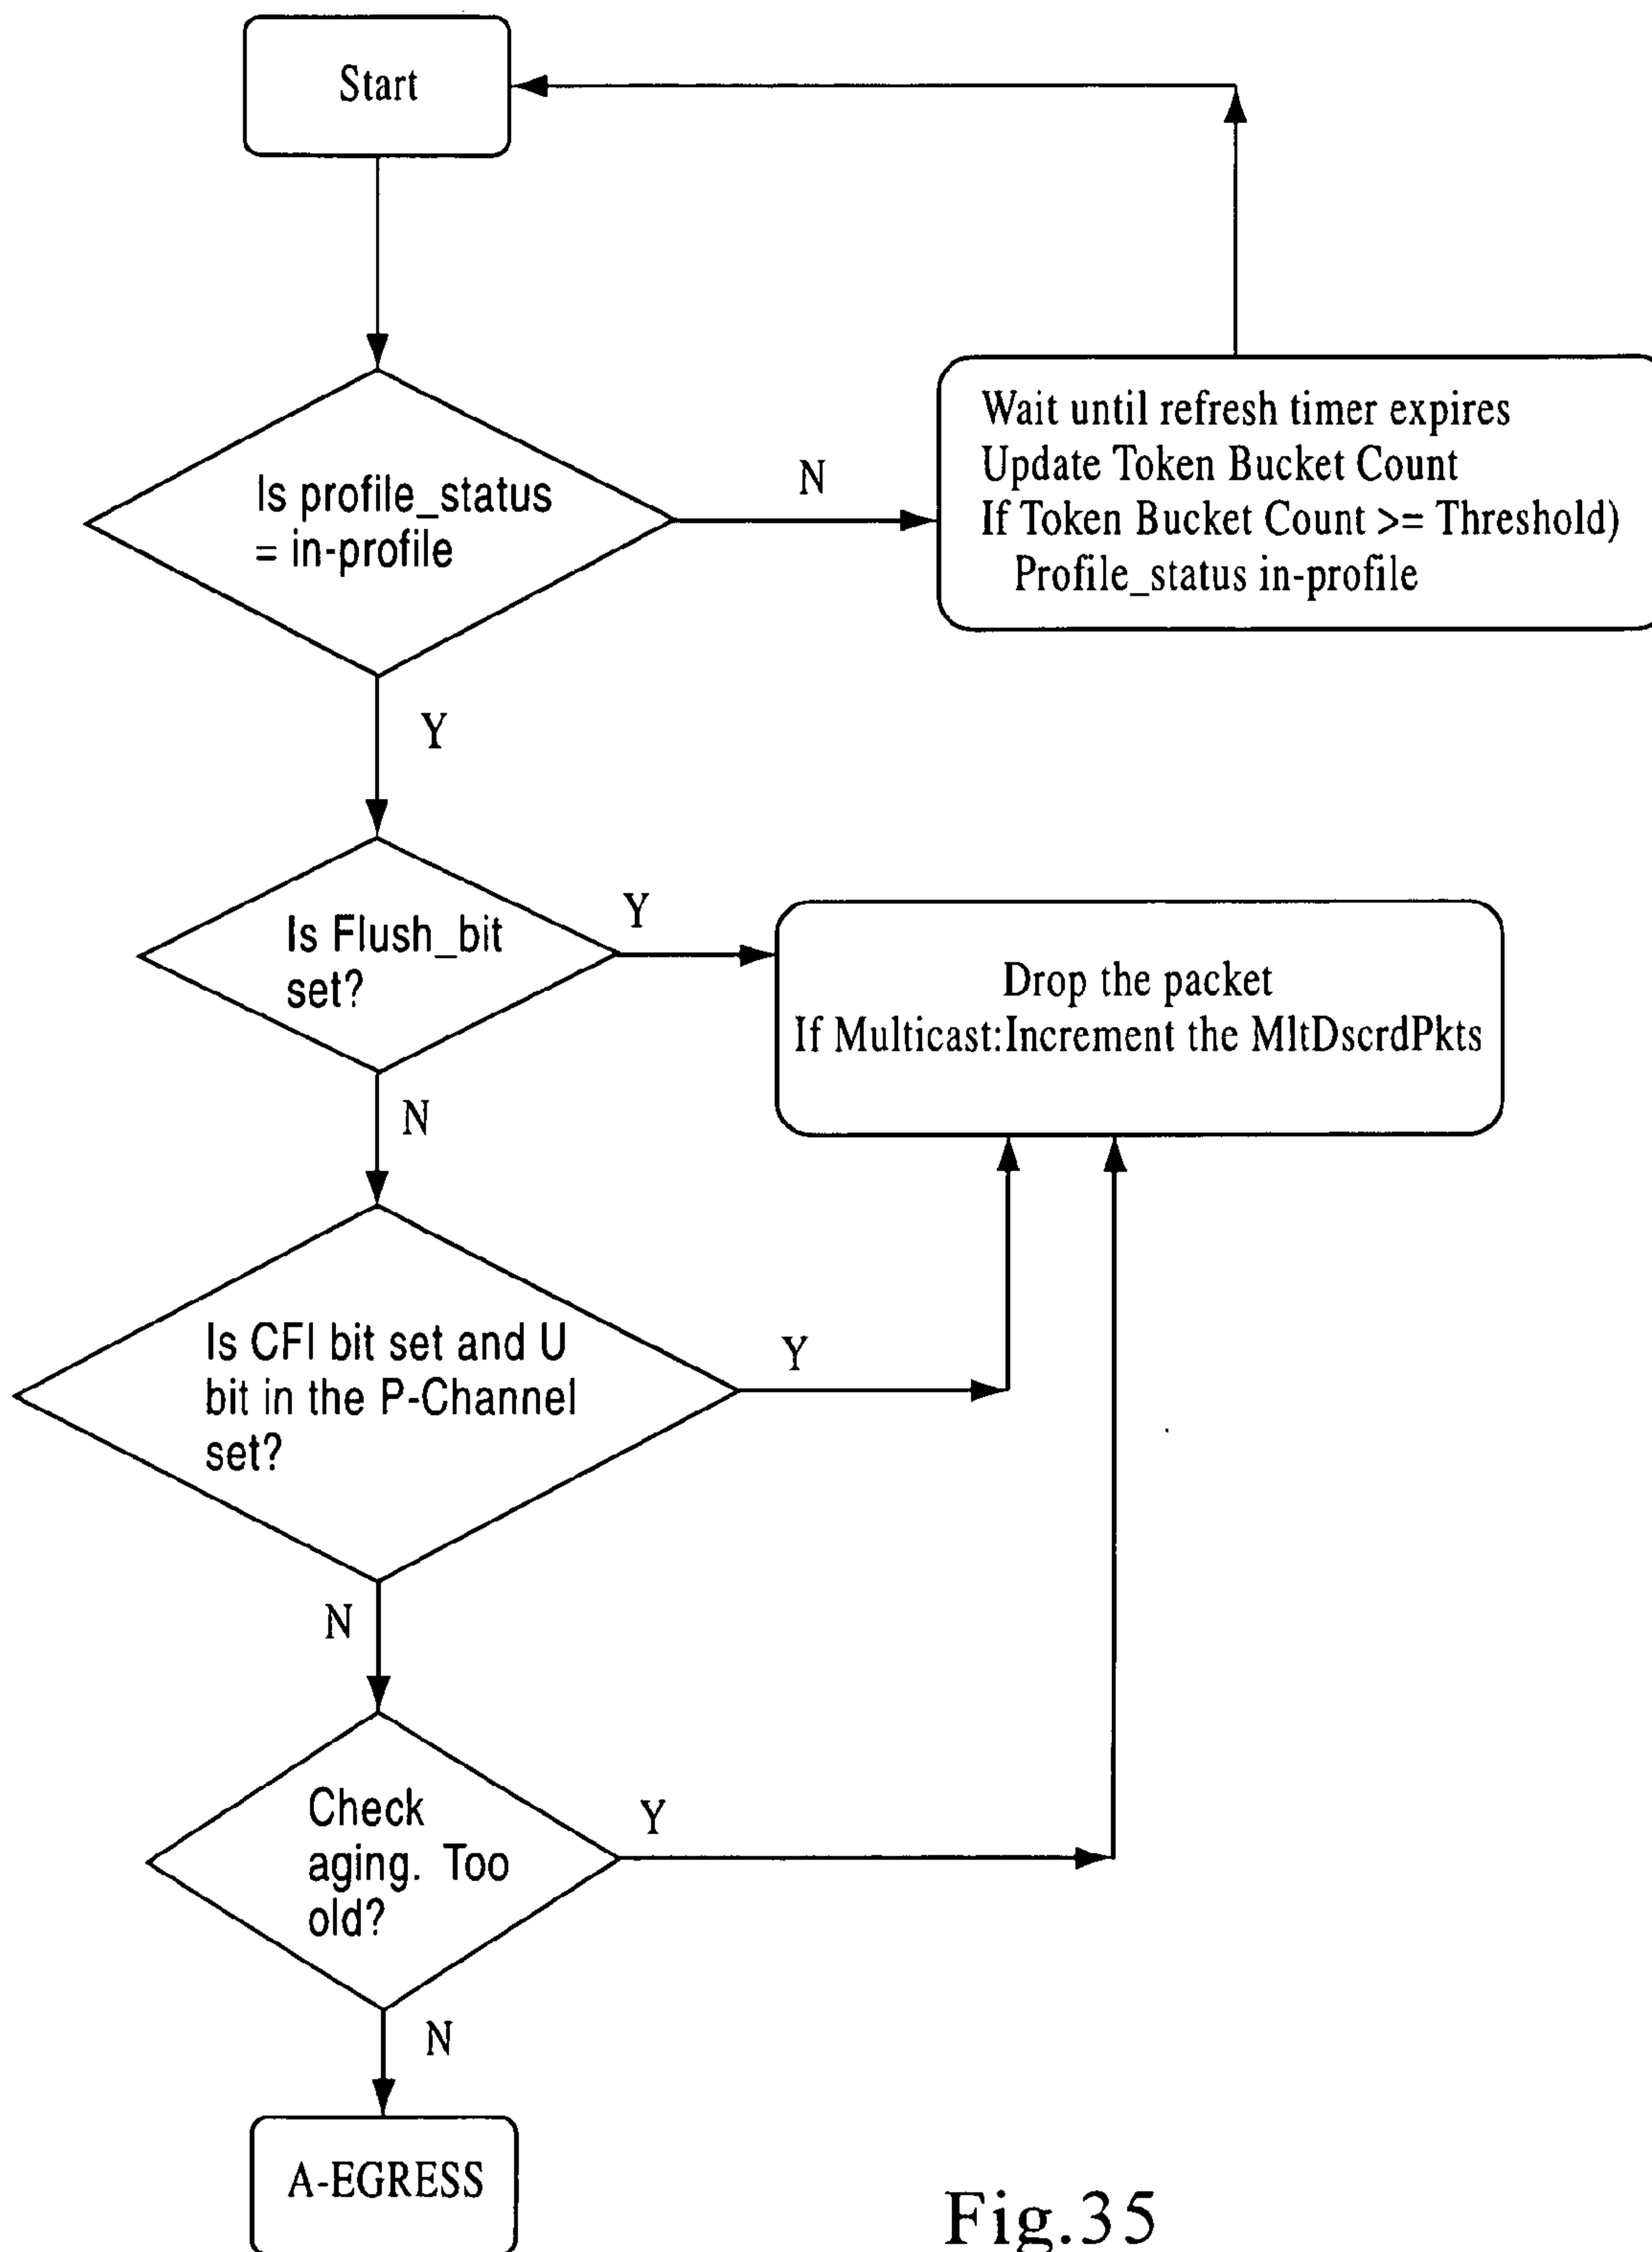 Start
Is profile_status
= in-profile
N
Wait until refresh timer expires
Update Token Bucket Count
If Token Bucket Count >= Threshold)
Profile_status in-profile
Y
Is Flush_bit
set?
Y
Drop the packet
If Multicast:Increment the MltDscrdPkts
N
Is CFI bit set and U
bit in the P-Channel
set?
Y
N
Check
aging. Too
old?
Y
N
A-EGRESS
Fig.35